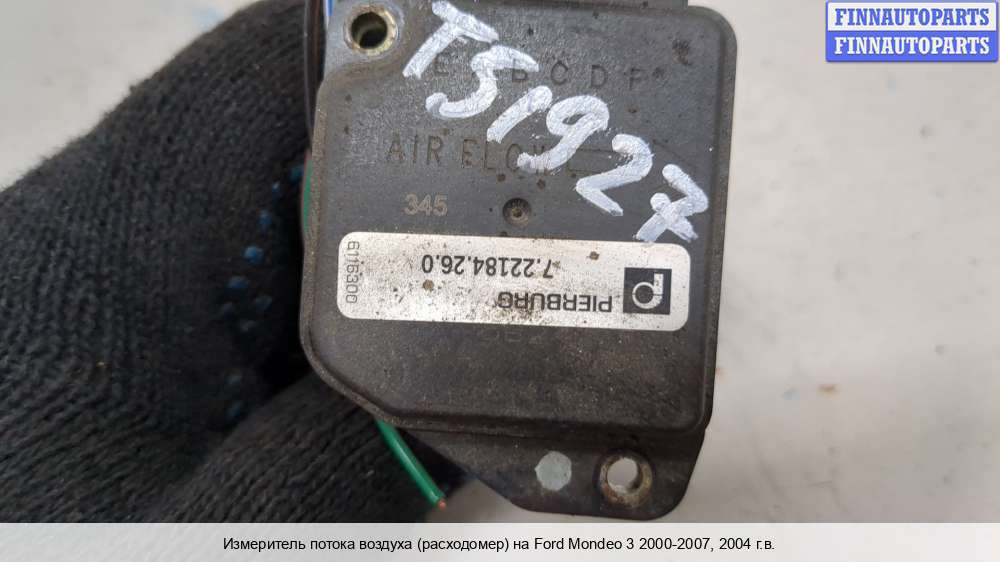 FINNAUTOPARTS
FINNAUTOPARTS
E A B C D F
TS1927
AIR FLOW
345
7.22184.26.0
PIERBURG
6116300
Измеритель потока воздуха (расходомер) на Ford Mondeo 3 2000-2007, 2004 г.в.